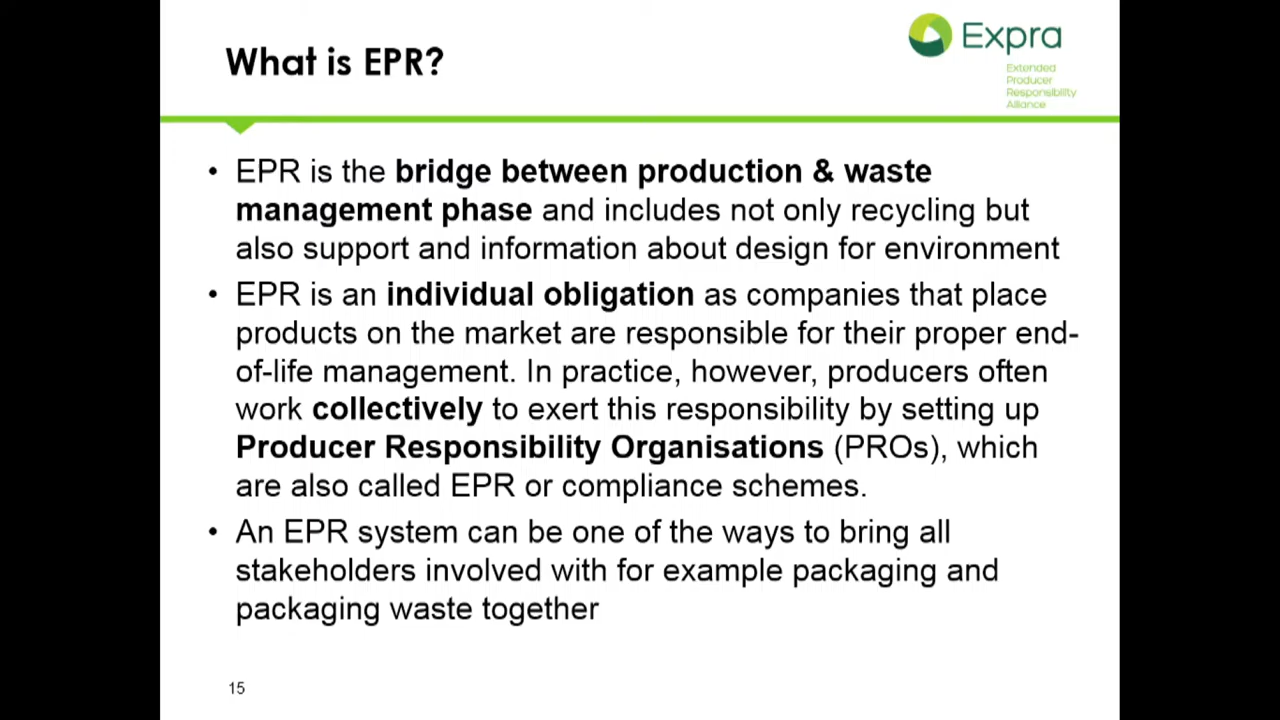 What is EPR?
Expra
Extended
Producer
Responsibility
Alliance
• EPR is the bridge between production & waste
management phase and includes not only recycling but
also support and information about design for environment
• EPR is an individual obligation as companies that place
products on the market are responsible for their proper end-
of-life management. In practice, however, producers often
work collectively to exert this responsibility by setting up
Producer Responsibility Organisations (PROs), which
are also called EPR or compliance schemes.
• An EPR system can be one of the ways to bring all
stakeholders involved with for example packaging and
packaging waste together
15